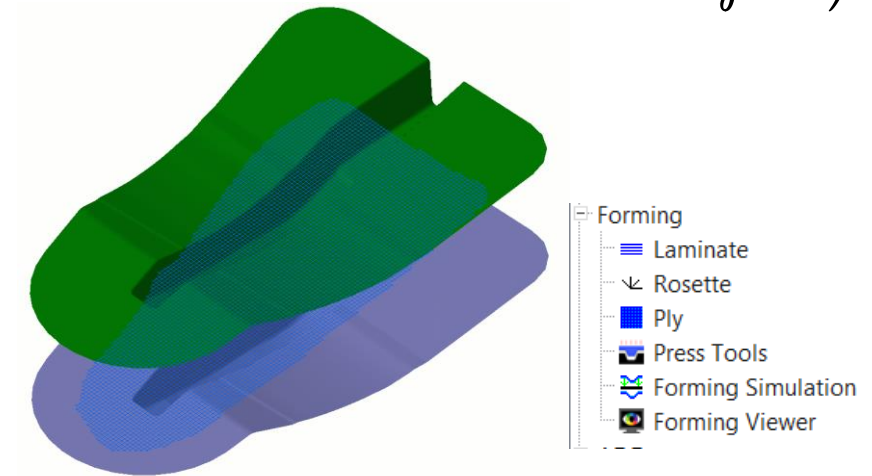 Forming
Laminate
Rosette
Ply
Press Tools
Forming Simulation
Forming Viewer